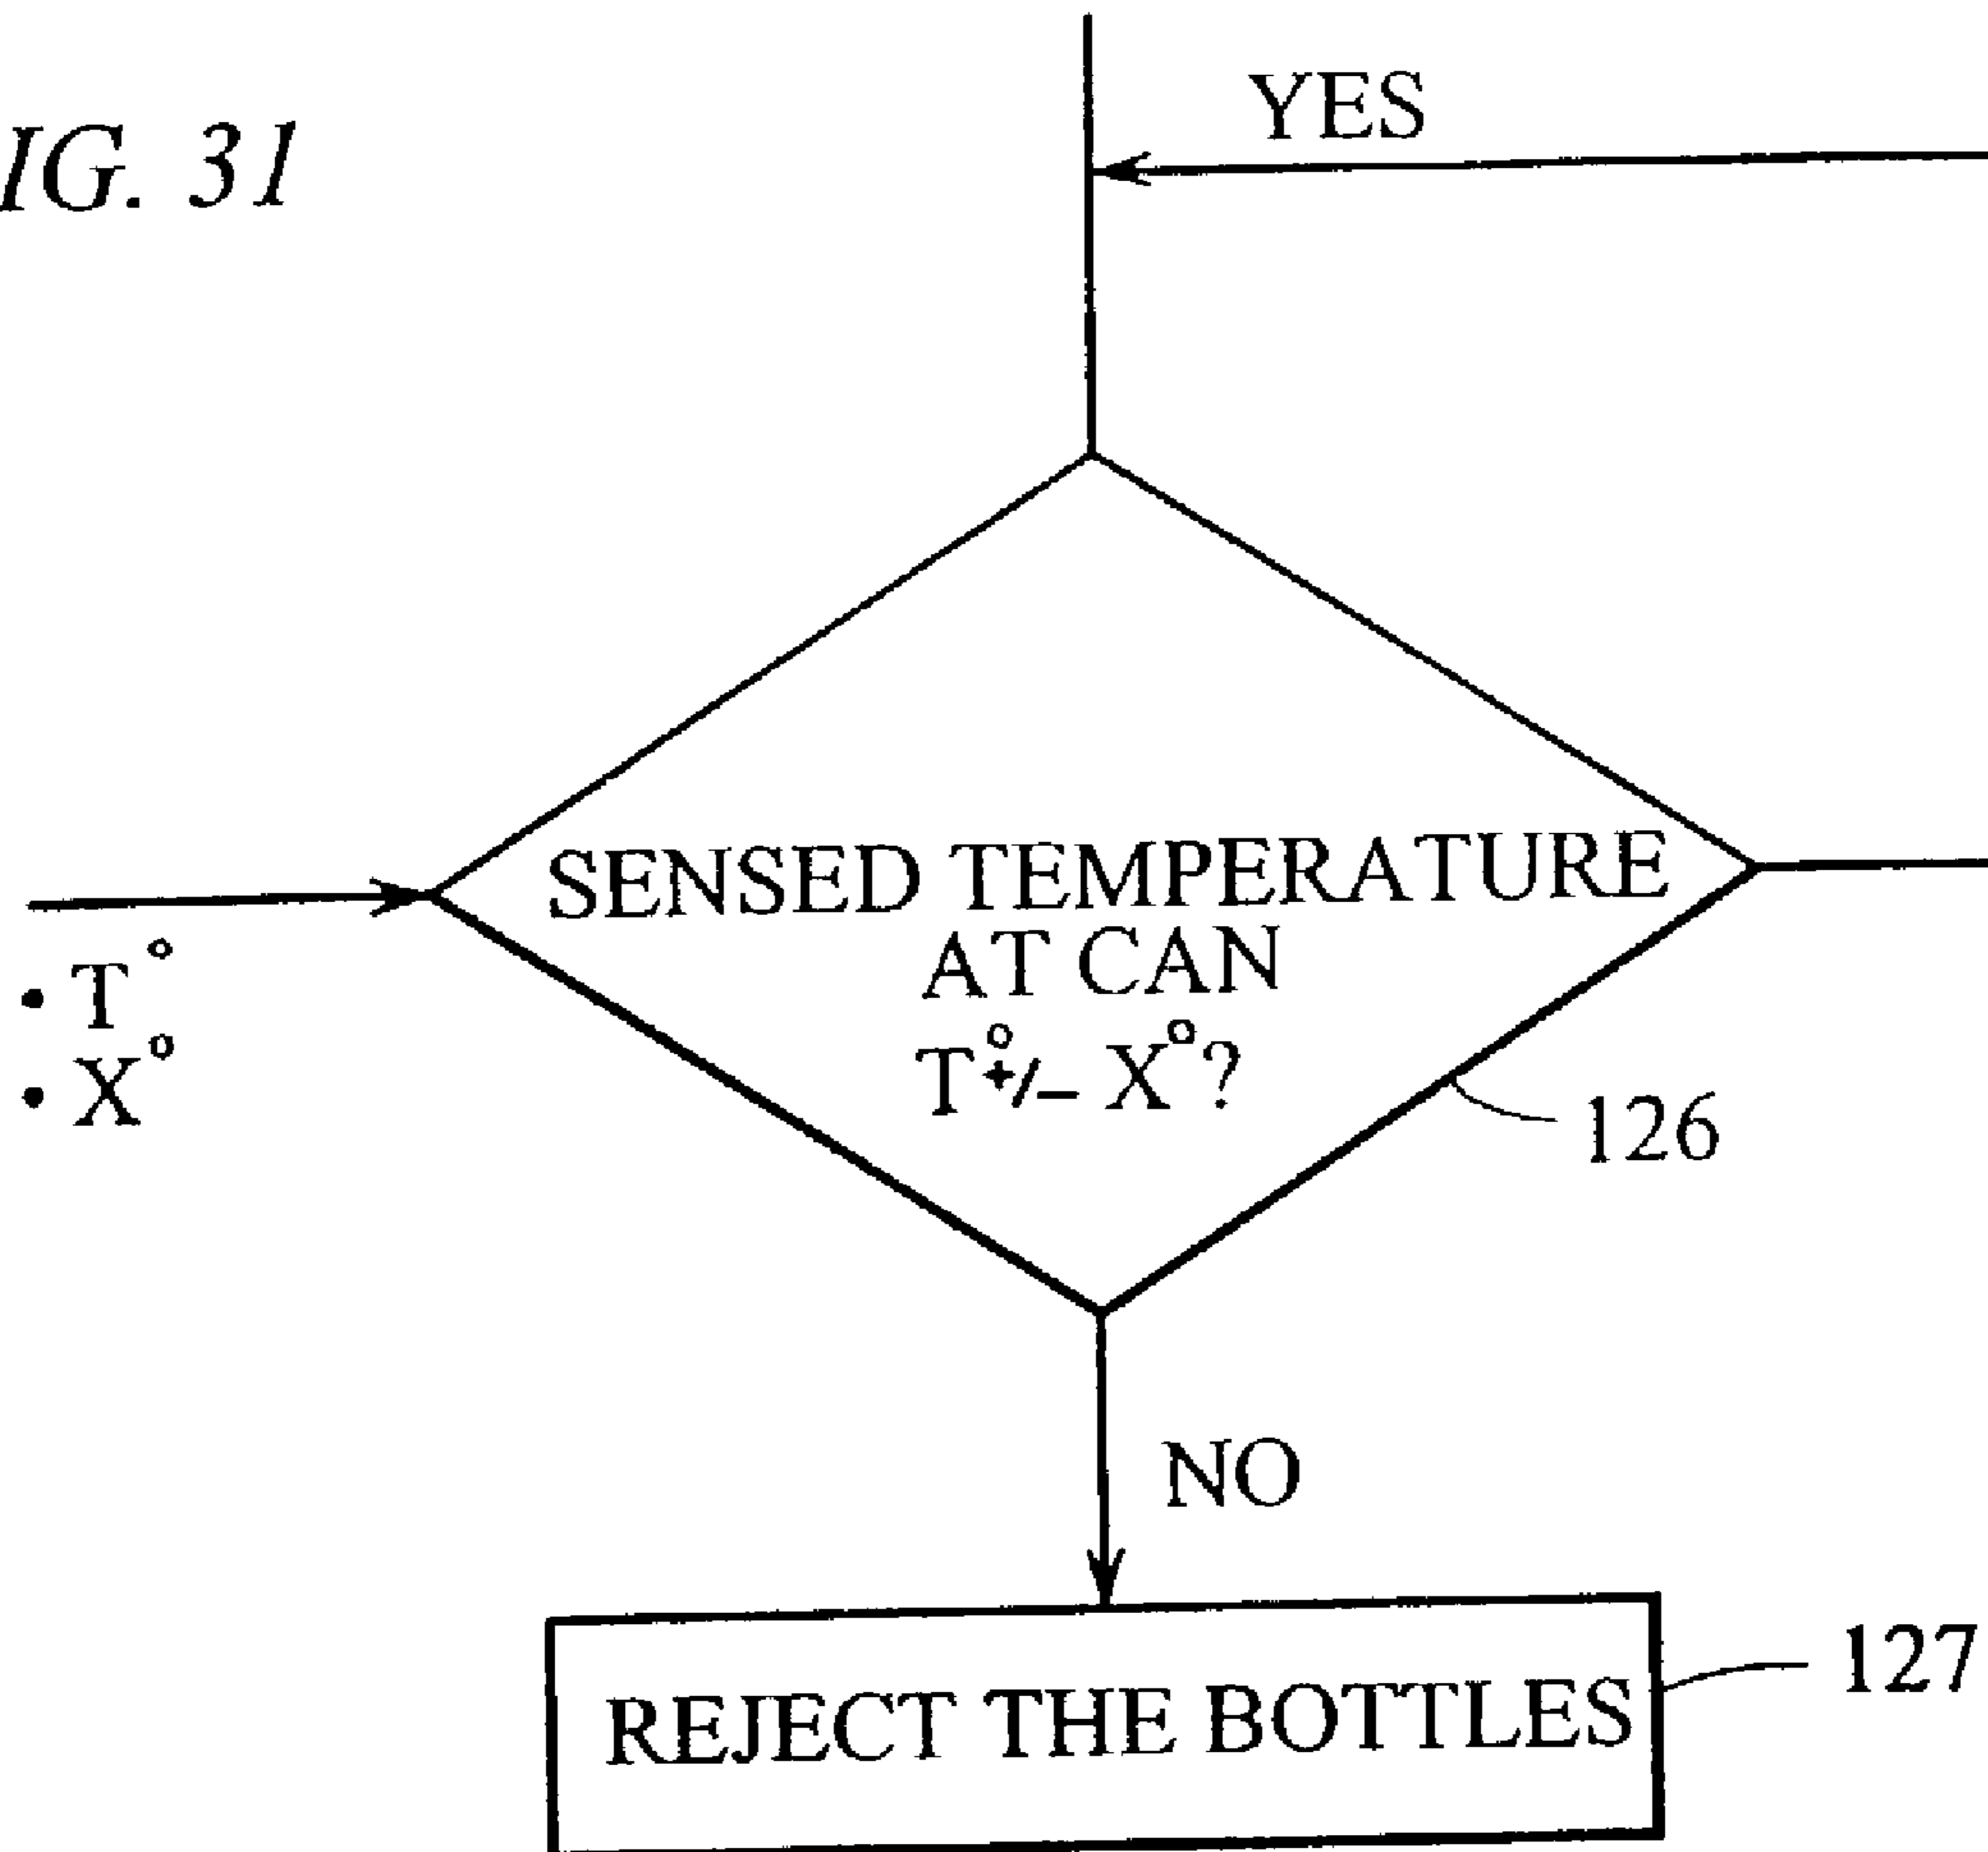 IG. 31
YES
SENSED TEMPERATURE
AT CAN
T°+/- X°?
• T°
• X°
126
NO
REJECT THE BOTTLES
127